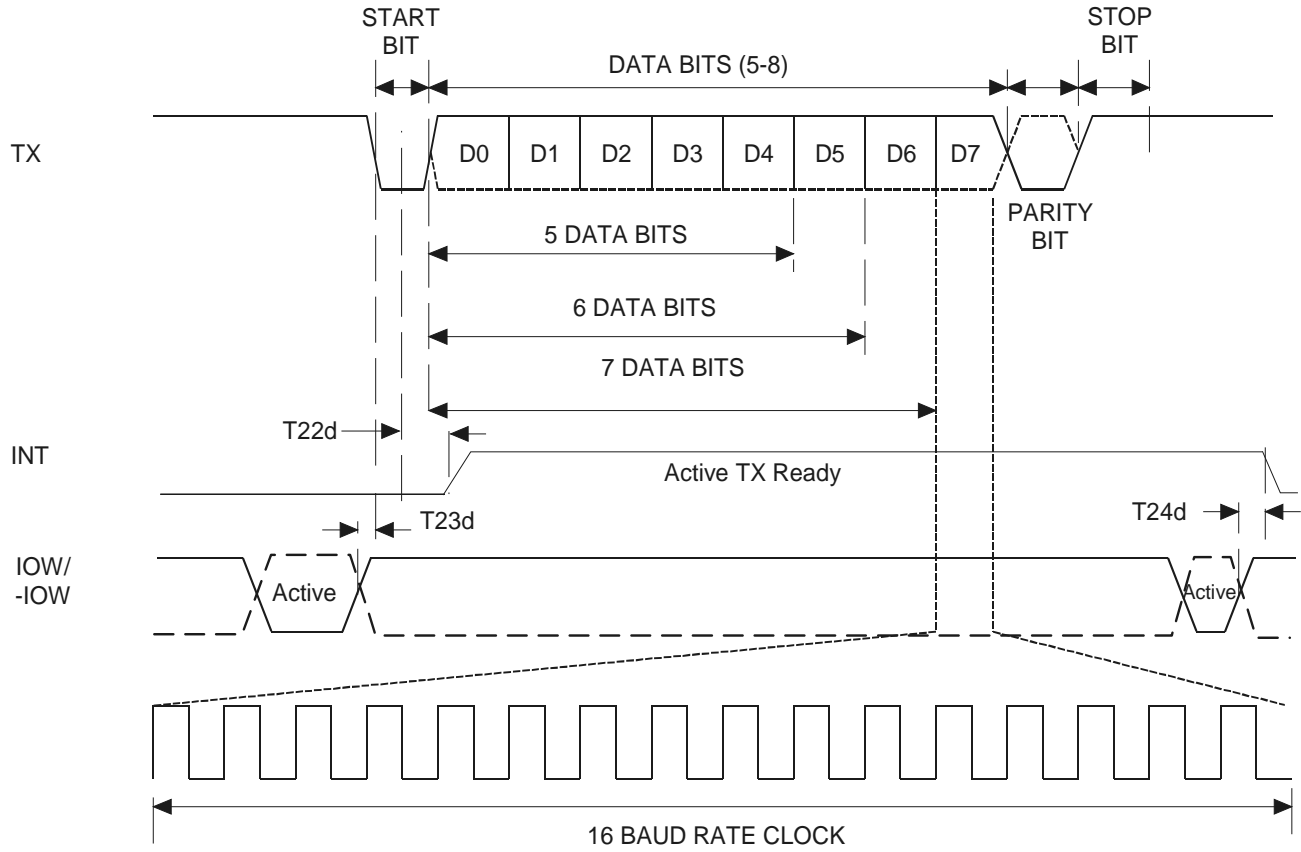 START
BIT
STOP
BIT
DATA BITS (5-8)
TX
D0 D1 D2 D3 D4 D5 D6 D7
PARITY
BIT
5 DATA BITS
6 DATA BITS
7 DATA BITS
T22d
INT
Active TX Ready
T23d
T24d
IOW/
-IOW
Active
Active
16 BAUD RATE CLOCK